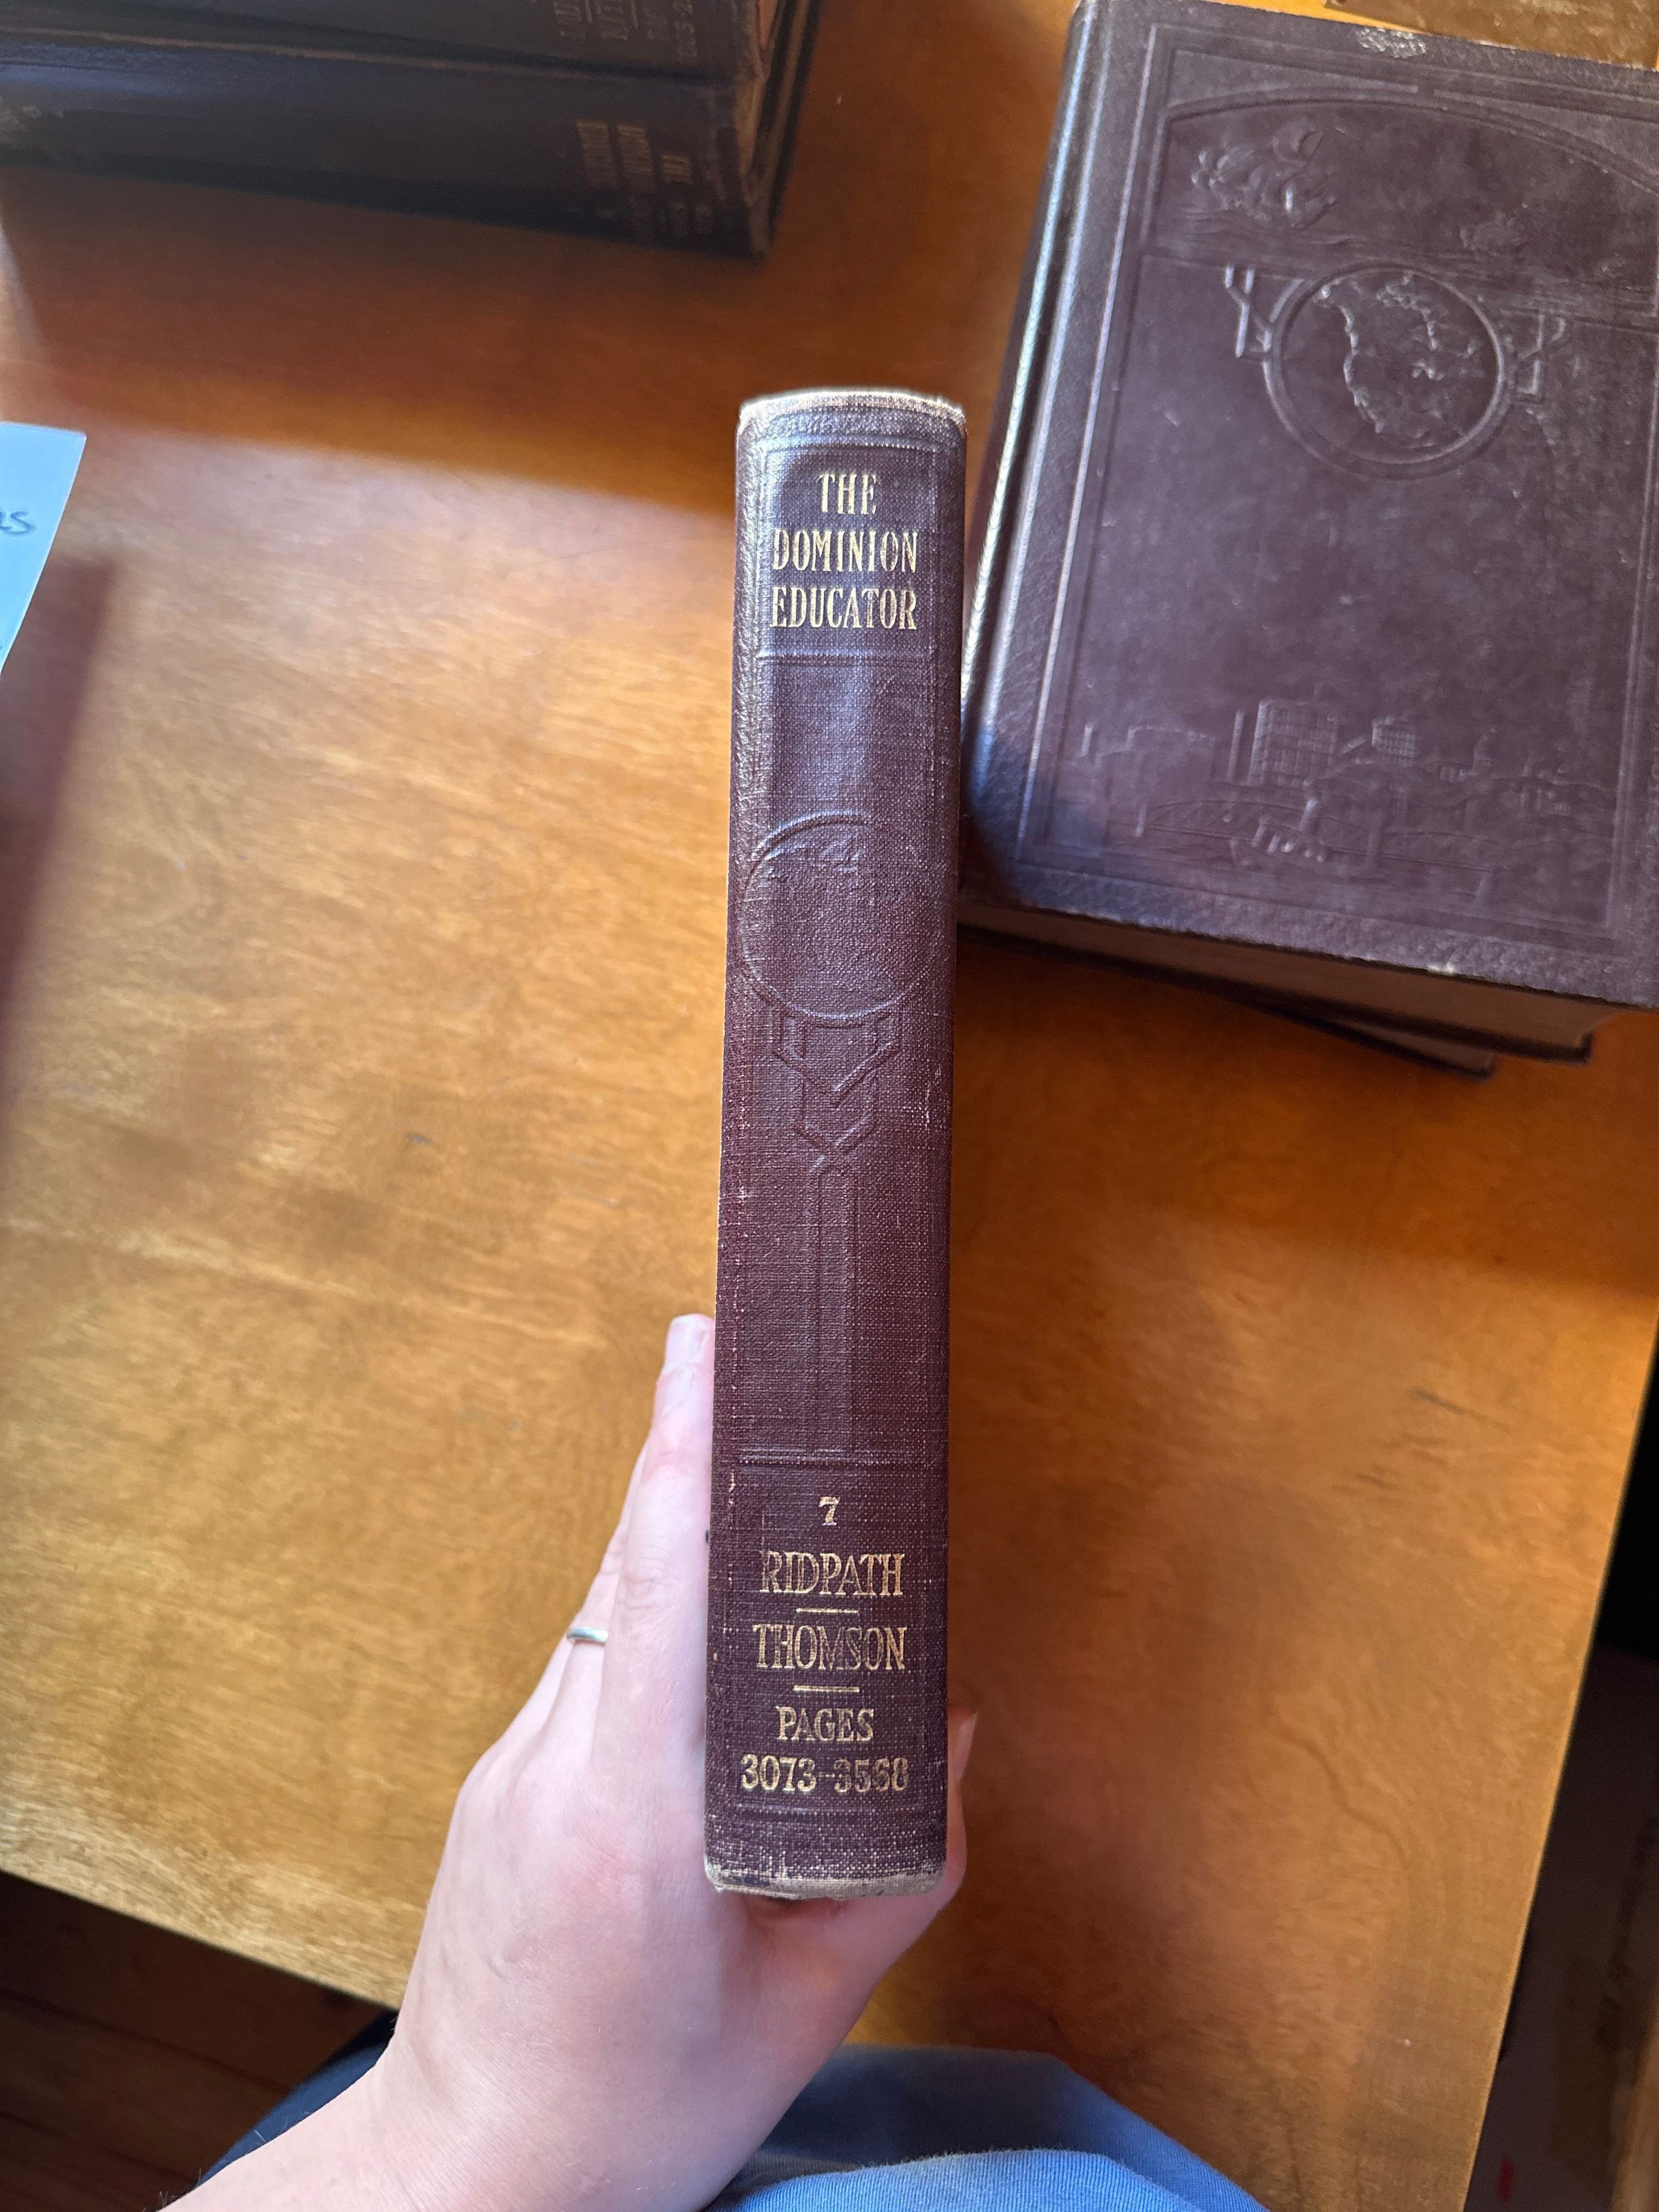 THE
DOMINION
EDUCATOR
7
RIDPATH
THOMSON
PAGES
3073-3568